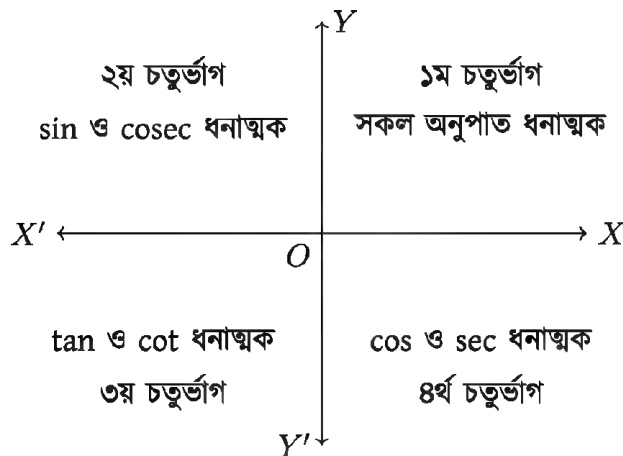 Y
২য় চতুর্ভাগ
১ম চতুর্ভাগ
sin ও cosec ধনাত্মক
সকল অনুপাত ধনাত্মক
X′
X
O
tan ও cot ধনাত্মক
cos ও sec ধনাত্মক
৩য় চতুর্ভাগ
৪র্থ চতুর্ভাগ
Y′